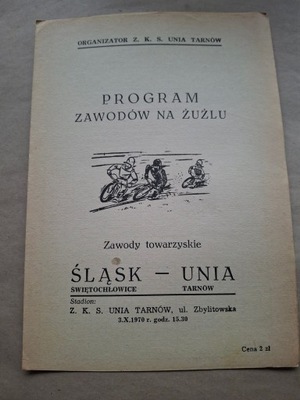 ORGANIZATOR Z. K. S. UNIA TARNÓW
PROGRAM
ZAWODÓW NA ŻUŻLU
Zawody towarzyskie
ŚLĄSK — UNIA
ŚWIĘTOCHŁOWICE TARNÓW
Stadion:
Z. K. S. UNIA TARNÓW, ul. Zbylitowska
3.X.1970 r. godz. 15.30
Cena 2 zł